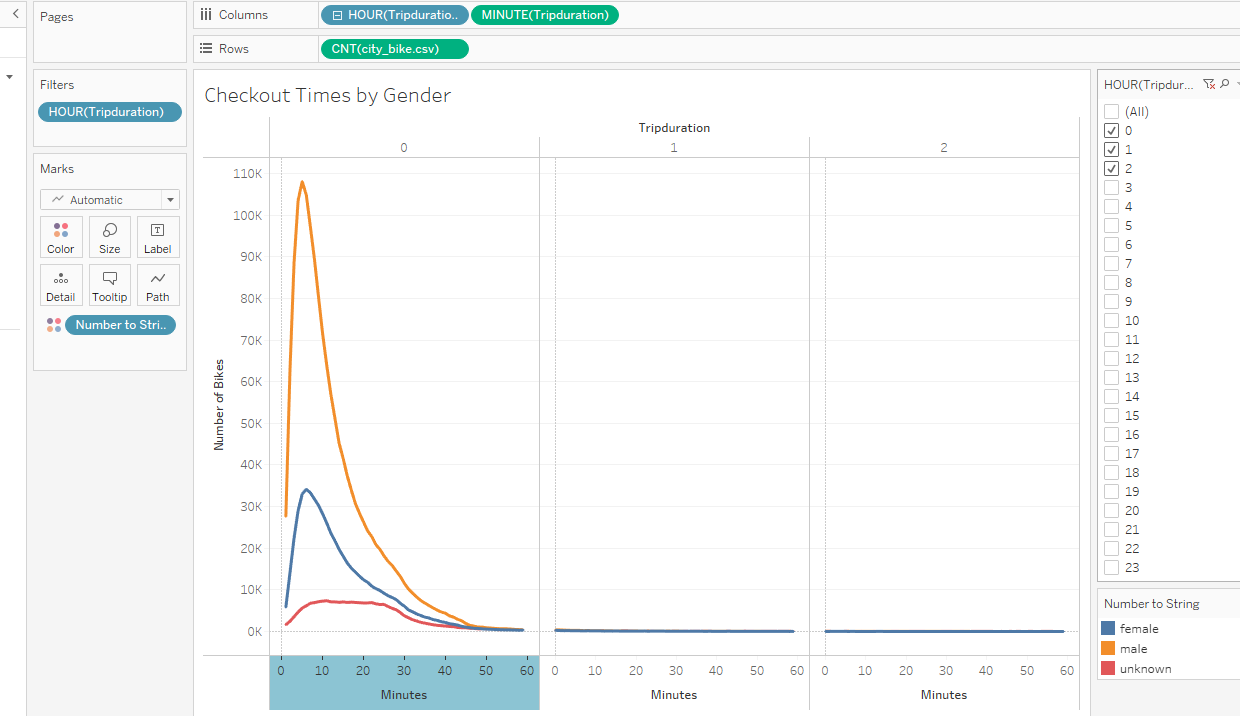 Pages
Columns
HOUR(Tripduratio..
MINUTE(Tripduration)
Rows
CNT(city_bike.csv)
Filters
HOUR(Tripduration)
Marks
Automatic
Color Size Label
Detail Tooltip Path
Number to Stri..
Checkout Times by Gender
Tripduration
0 1 2
Number of Bikes
110K
100K
90K
80K
70K
60K
50K
40K
30K
20K
10K
0K
0 10 20 30 40 50 60 0 10 20 30 40 50 60 0 10 20 30 40 50 60
Minutes Minutes Minutes
HOUR(Tripdur...
(All)
0
1
2
3
4
5
6
7
8
9
10
11
12
13
14
15
16
17
18
19
20
21
22
23
Number to String
female
male
unknown